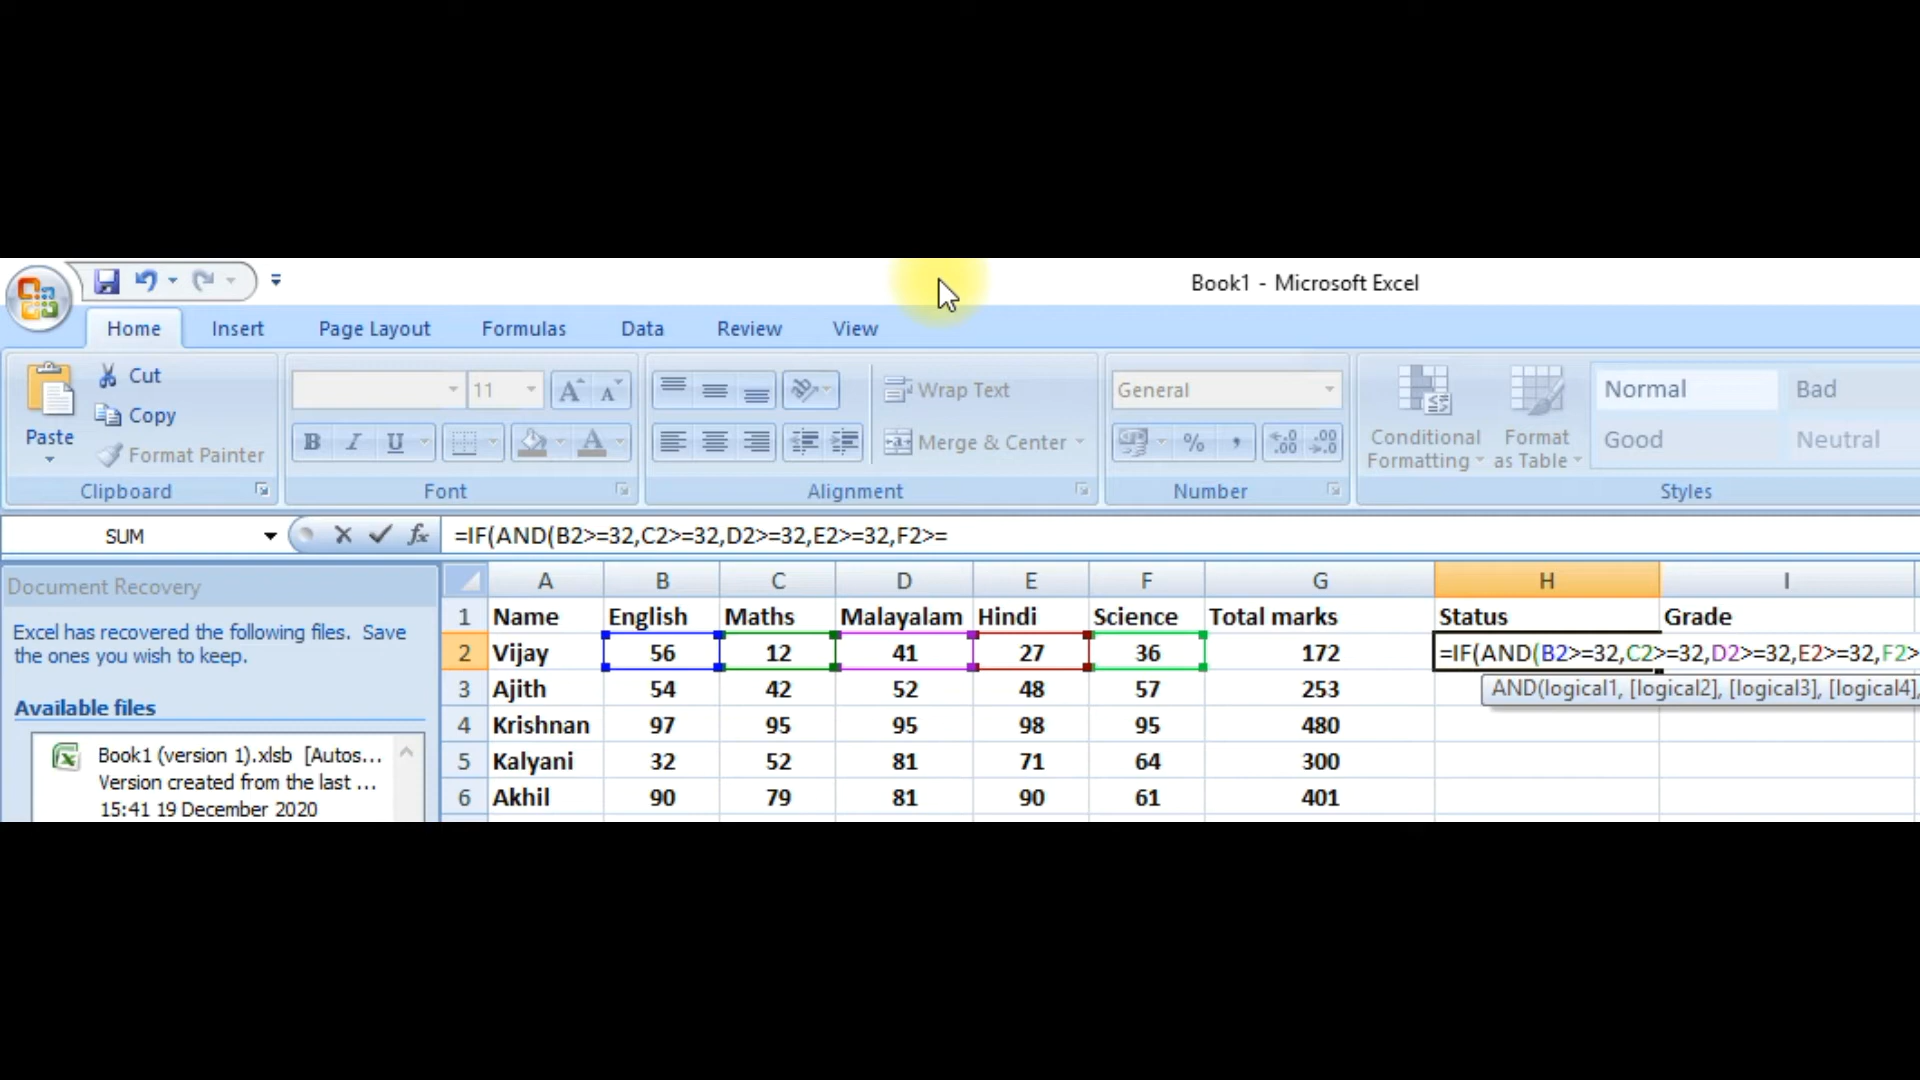 Book1 - Microsoft Excel
Home Insert Page Layout Formulas Data Review View
Paste
Cut
Copy
Format Painter
Clipboard
11
B I U A
Font
Wrap Text
Merge & Center
Alignment
General
%
Number
Conditional Formatting
Format as Table
Normal Bad
Good Neutral
Styles
SUM fx =IF(AND(B2>=32,C2>=32,D2>=32,E2>=32,F2>=
Document Recovery
Excel has recovered the following files. Save
the ones you wish to keep.
Available files
Book1 (version 1).xlsb [Autos...
Version created from the last ...
15:41 19 December 2020
A B C D E F G H I
1 Name English Maths Malayalam Hindi Science Total marks Status Grade
2 Vijay 56 12 41 27 36 172 =IF(AND(B2>=32,C2>=32,D2>=32,E2>=32,F2>
AND(logical1, [logical2], [logical3], [logical4],
3 Ajith 54 42 52 48 57 253
4 Krishnan 97 95 95 98 95 480
5 Kalyani 32 52 81 71 64 300
6 Akhil 90 79 81 90 61 401